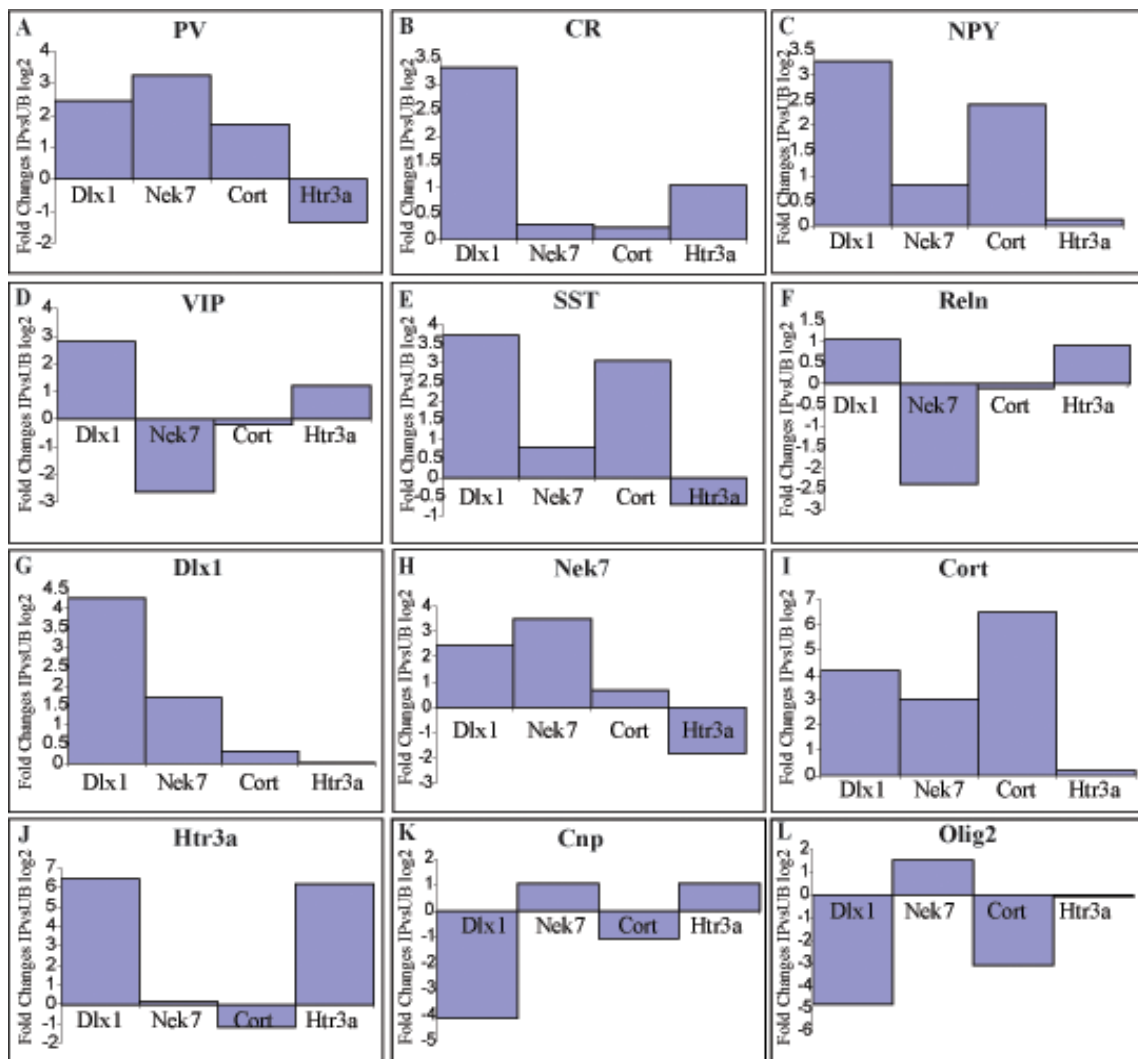 A PV
Fold Changes IPvsUB log2
4
3
2
1
0
-1
-2
Dlx1 Nek7 Cort Htr3a
B CR
Fold Changes IPvsUB log2
3.5
3
2.5
2
1.5
1
0.5
0
Dlx1 Nek7 Cort Htr3a
C NPY
Fold Changes IPvsUB log2
3.5
3
2.5
2
1.5
1
0.5
0
Dlx1 Nek7 Cort Htr3a
D VIP
Fold Changes IPvsUB log2
4
3
2
1
0
-1
-2
-3
Dlx1 Nek7 Cort Htr3a
E SST
Fold Changes IPvsUB log2
4
3.5
3
2.5
2
1.5
1
0.5
0
-0.5
-1
Dlx1 Nek7 Cort Htr3a
F Reln
Fold Changes IPvsUB log2
1.5
1
0.5
0
-0.5
-1
-1.5
-2
-2.5
-3
Dlx1 Nek7 Cort Htr3a
G Dlx1
Fold Changes IPvsUB log2
4.5
4
3.5
3
2.5
2
1.5
1
0.5
0
Dlx1 Nek7 Cort Htr3a
H Nek7
Fold Changes IPvsUB log2
4
3
2
1
0
-1
-2
-3
Dlx1 Nek7 Cort Htr3a
I Cort
Fold Changes IPvsUB log2
7
6
5
4
3
2
1
0
Dlx1 Nek7 Cort Htr3a
J Htr3a
Fold Changes IPvsUB log2
7
6
5
4
3
2
1
0
-1
-2
Dlx1 Nek7 Cort Htr3a
K Cnp
Fold Changes IPvsUB log2
2
1
0
-1
-2
-3
-4
-5
Dlx1 Nek7 Cort Htr3a
L Olig2
Fold Changes IPvsUB log2
2
1
0
-1
-2
-3
-4
-5
-6
Dlx1 Nek7 Cort Htr3a